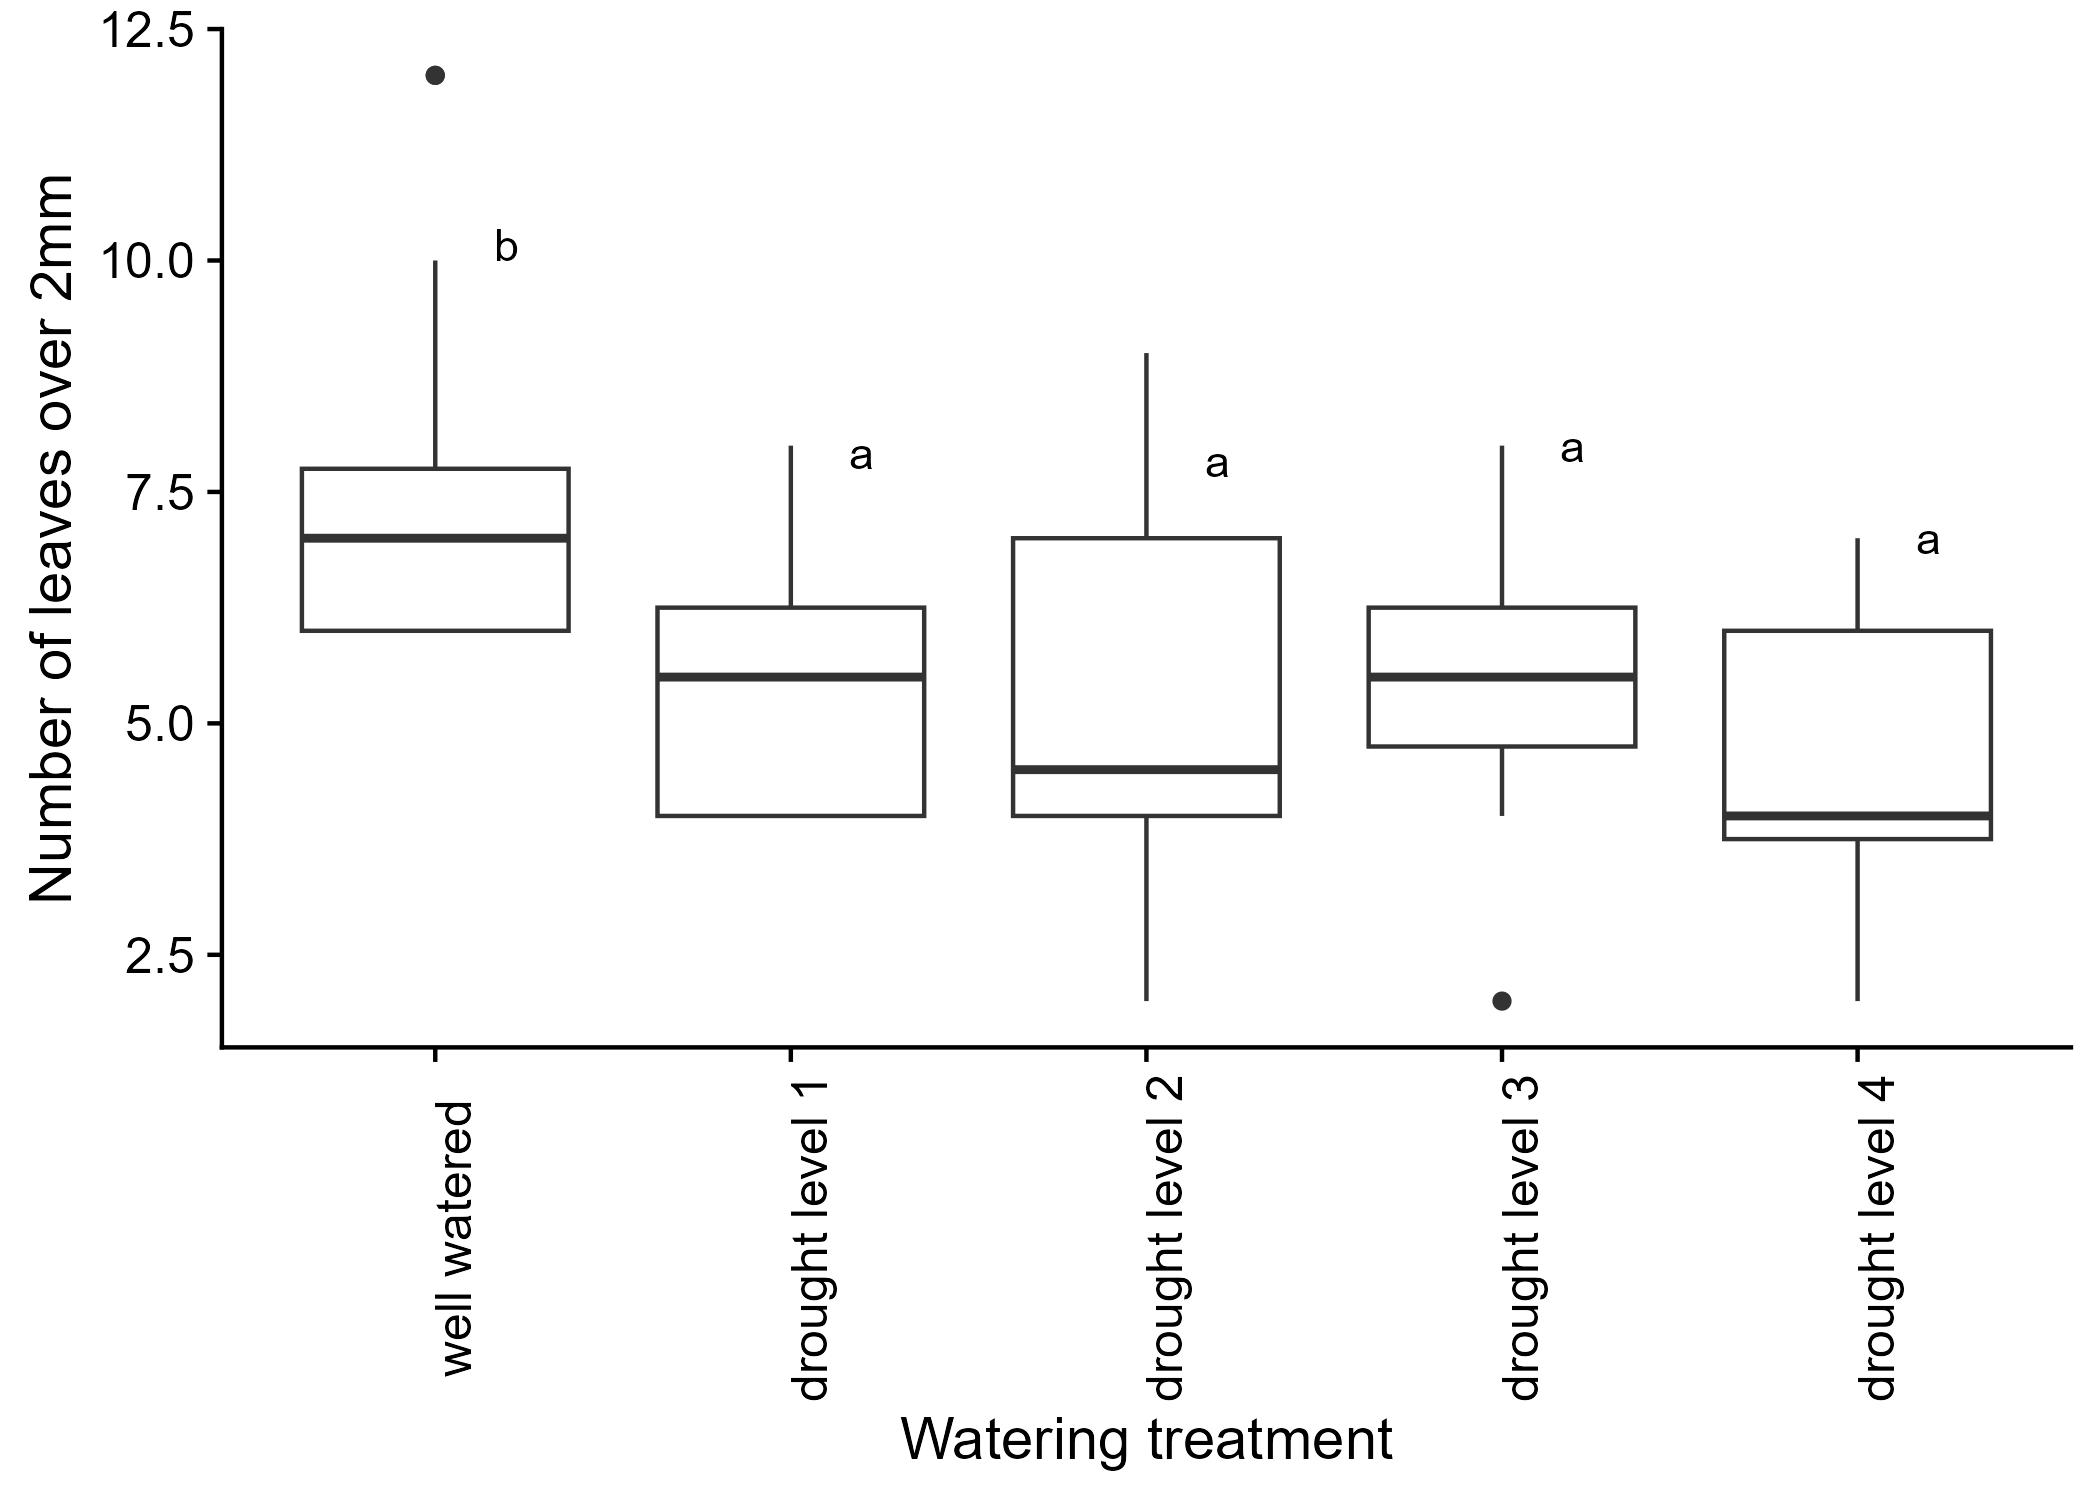 Number of leaves over 2mm
12.5
10.0
7.5
5.0
2.5
b
a
a
a
a
well watered
drought level 1
drought level 2
drought level 3
drought level 4
Watering treatment